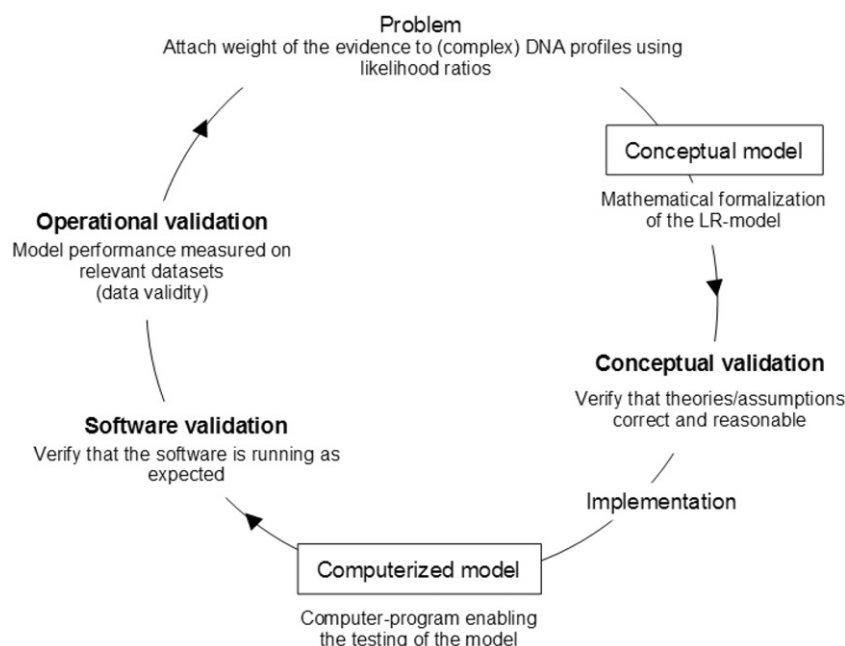 Problem
Attach weight of the evidence to (complex) DNA profiles using
likelihood ratios
Conceptual model
Mathematical formalization
of the LR-model
Conceptual validation
Verify that theories/assumptions
correct and reasonable
Implementation
Computerized model
Computer-program enabling
the testing of the model
Software validation
Verify that the software is running as
expected
Operational validation
Model performance measured on
relevant datasets
(data validity)